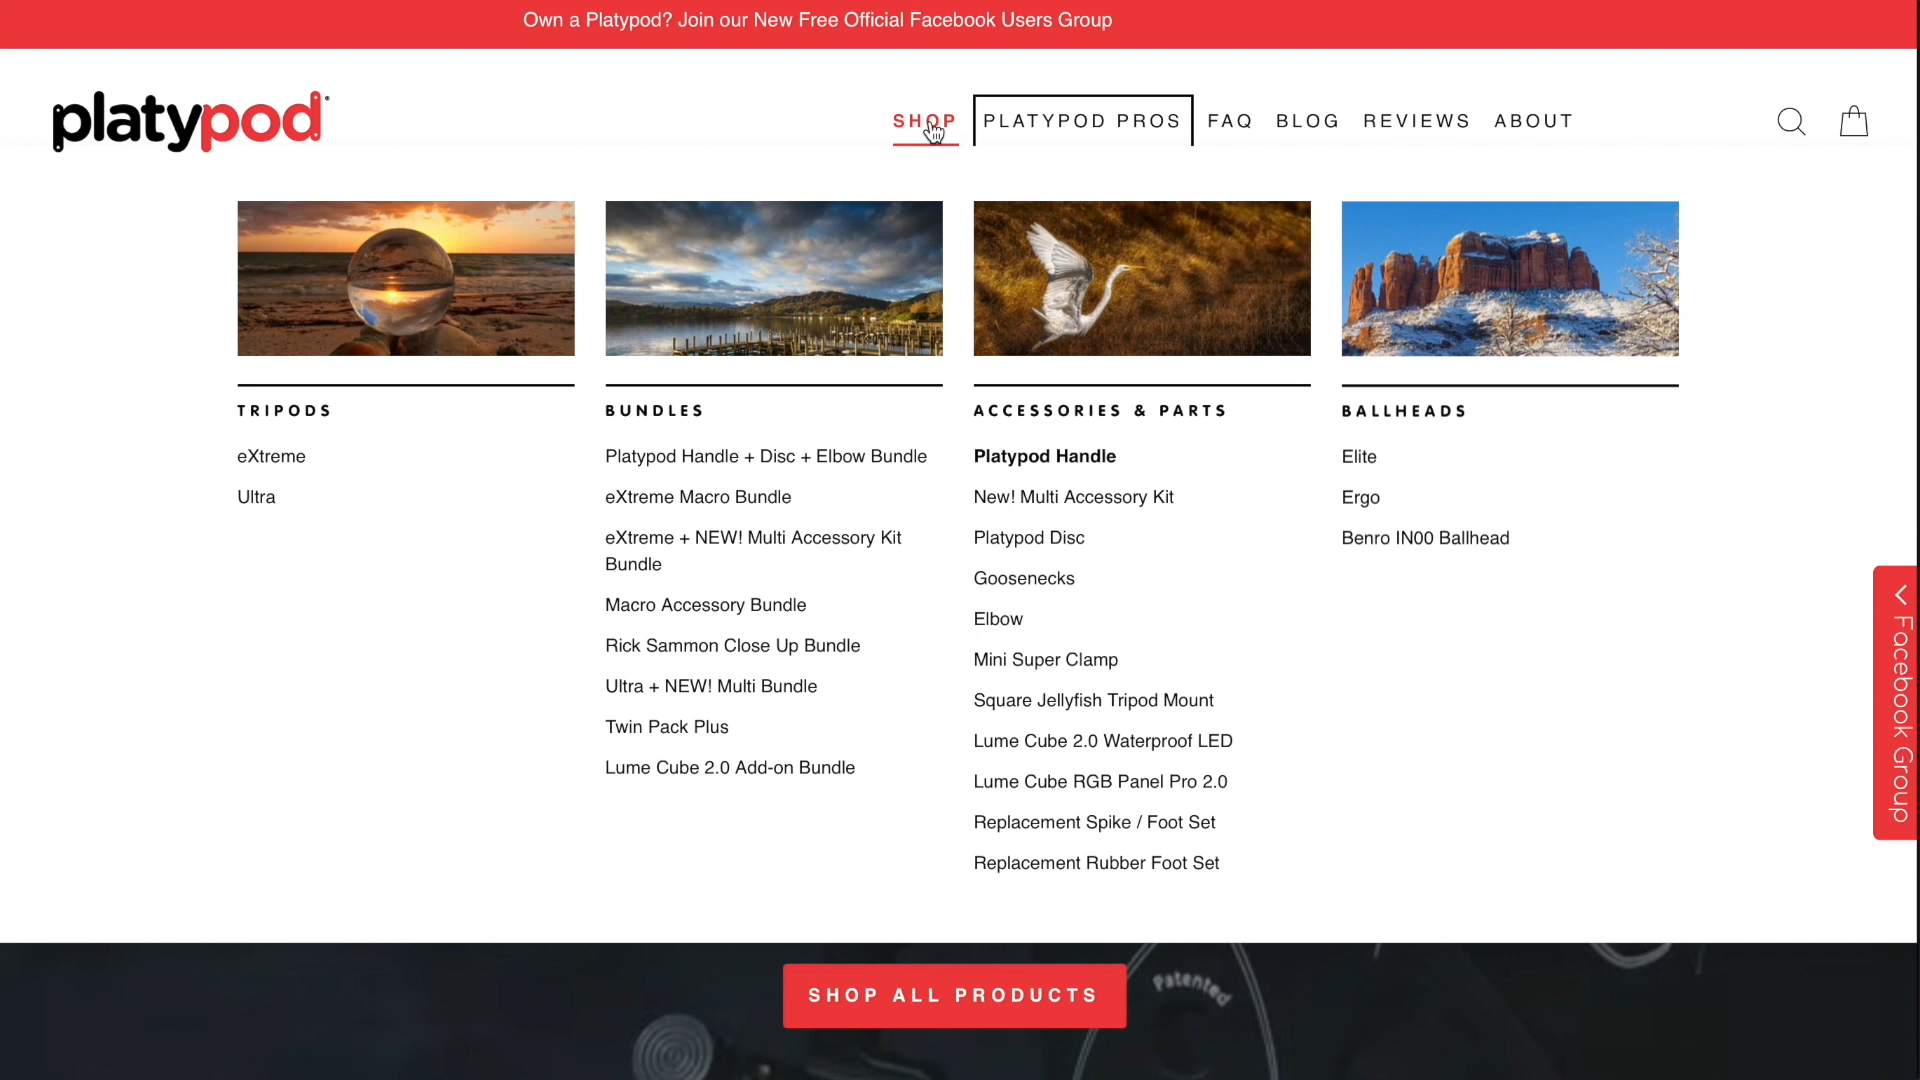 Own a Platypod? Join our New Free Official Facebook Users Group
platypod
SHOP PLATYPOD PROS FAQ BLOG REVIEWS ABOUT
TRIPODS
eXtreme
Ultra
BUNDLES
Platypod Handle + Disc + Elbow Bundle
eXtreme Macro Bundle
eXtreme + NEW! Multi Accessory Kit
Bundle
Macro Accessory Bundle
Rick Sammon Close Up Bundle
Ultra + NEW! Multi Bundle
Twin Pack Plus
Lume Cube 2.0 Add-on Bundle
ACCESSORIES & PARTS
Platypod Handle
New! Multi Accessory Kit
Platypod Disc
Goosenecks
Elbow
Mini Super Clamp
Square Jellyfish Tripod Mount
Lume Cube 2.0 Waterproof LED
Lume Cube RGB Panel Pro 2.0
Replacement Spike / Foot Set
Replacement Rubber Foot Set
BALLHEADS
Elite
Ergo
Benro IN00 Ballhead
Facebook Group
SHOP ALL PRODUCTS
Patented